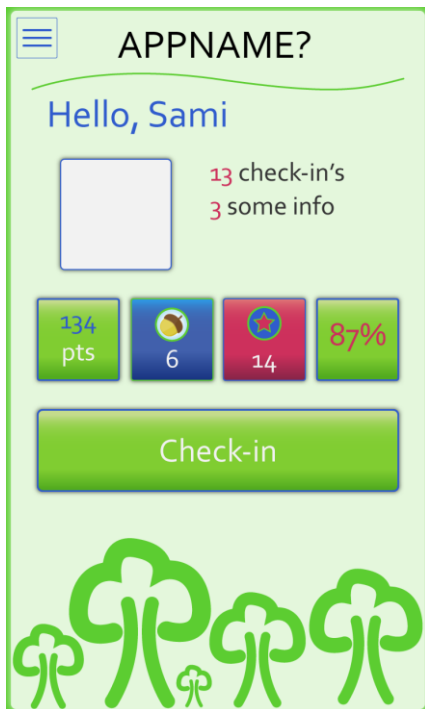 APPNAME?
Hello, Sami
13 check-in's
3 some info
134
pts
6
14
87%
Check-in